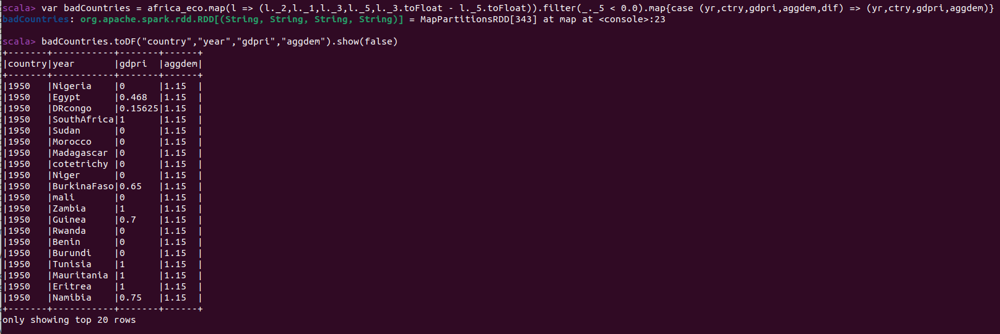 scala> var badCountries = africa_eco.map(l => (l._2,l._1,l._3,l._5,l._3.toFloat - l._5.toFloat)).filter(_._5 < 0.0).map{case (yr,ctry,gdpri,aggdem,dif) => (yr,ctry,gdpri,aggdem)}
badCountries: org.apache.spark.rdd.RDD[(String, String, String, String)] = MapPartitionsRDD[343] at map at <console>:23
scala> badCountries.toDF("country","year","gdpri","aggdem").show(false)
+-------+-----------+-------+------+
|country|year       |gdpri  |aggdem|
+-------+-----------+-------+------+
|1950   |Nigeria    |0      |1.15  |
|1950   |Egypt      |0.468  |1.15  |
|1950   |DRcongo    |0.15625|1.15  |
|1950   |SouthAfrica|1      |1.15  |
|1950   |Sudan      |0      |1.15  |
|1950   |Morocco    |0      |1.15  |
|1950   |Madagascar |0      |1.15  |
|1950   |cotetrichy |0      |1.15  |
|1950   |Niger      |0      |1.15  |
|1950   |BurkinaFaso|0.65   |1.15  |
|1950   |mali       |0      |1.15  |
|1950   |Zambia     |1      |1.15  |
|1950   |Guinea     |0.7    |1.15  |
|1950   |Rwanda     |0      |1.15  |
|1950   |Benin      |0      |1.15  |
|1950   |Burundi    |0      |1.15  |
|1950   |Tunisia    |1      |1.15  |
|1950   |Mauritania |1      |1.15  |
|1950   |Eritrea    |1      |1.15  |
|1950   |Namibia    |0.75   |1.15  |
+-------+-----------+-------+------+
only showing top 20 rows